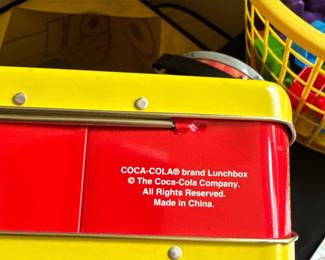 COCA-COLA® brand Lunchbox
© The Coca-Cola Company.
All Rights Reserved.
Made in China.